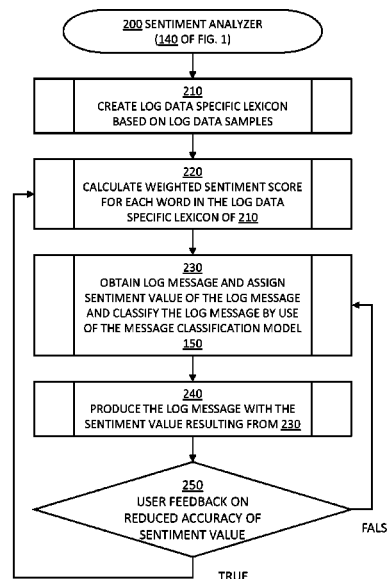 200 SENTIMENT ANALYZER
(140 OF FIG. 1)
210
CREATE LOG DATA SPECIFIC LEXICON
BASED ON LOG DATA SAMPLES
220
CALCULATE WEIGHTED SENTIMENT SCORE
FOR EACH WORD IN THE LOG DATA
SPECIFIC LEXICON OF 210
230
OBTAIN LOG MESSAGE AND ASSIGN
SENTIMENT VALUE OF THE LOG MESSAGE
AND CLASSIFY THE LOG MESSAGE BY USE
OF THE MESSAGE CLASSIFICATION MODEL
150
240
PRODUCE THE LOG MESSAGE WITH THE
SENTIMENT VALUE RESULTING FROM 230
250
USER FEEDBACK ON
REDUCED ACCURACY OF
SENTIMENT VALUE
FALS
TRUE